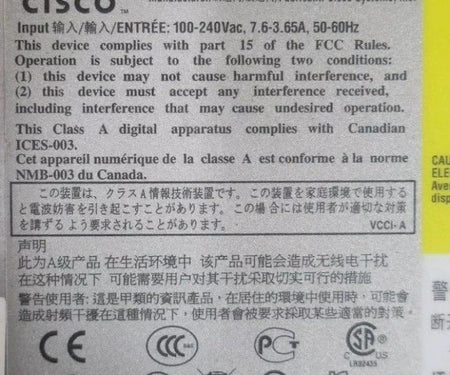 CISCO™
Input 输入/輸入/ENTRÉE: 100-240Vac, 7.6-3.65A, 50-60Hz
This device complies with part 15 of the FCC Rules.
Operation is subject to the following two conditions:
(1) this device may not cause harmful interference, and
(2) this device must accept any interference received,
including interference that may cause undesired operation.
This Class A digital apparatus complies with Canadian
ICES-003.
Cet appareil numérique de la classe A est conforme à la norme
NMB-003 du Canada.
この装置は、クラスA情報技術装置です。この装置を家庭環境で使用する
と電波妨害を引き起こすことがあります。この場合には使用者が適切な対策
を講ずるよう要求されることがあります。 VCCI-A
声明
此为A级产品 在生活环境中 该产品可能会造成无线电干扰
在这种情况下 可能需要用户对其干扰采取切实可行的措施
警告使用者: 這是甲類的資訊產品，在居住的環境中使用時，可能會
造成射頻干擾在這種情況下，使用者會被要求採取某些適當的對策。
CE CCC S&E PCT SA C US
LR82435
CAU
ELE
Ave
disp
警
断开